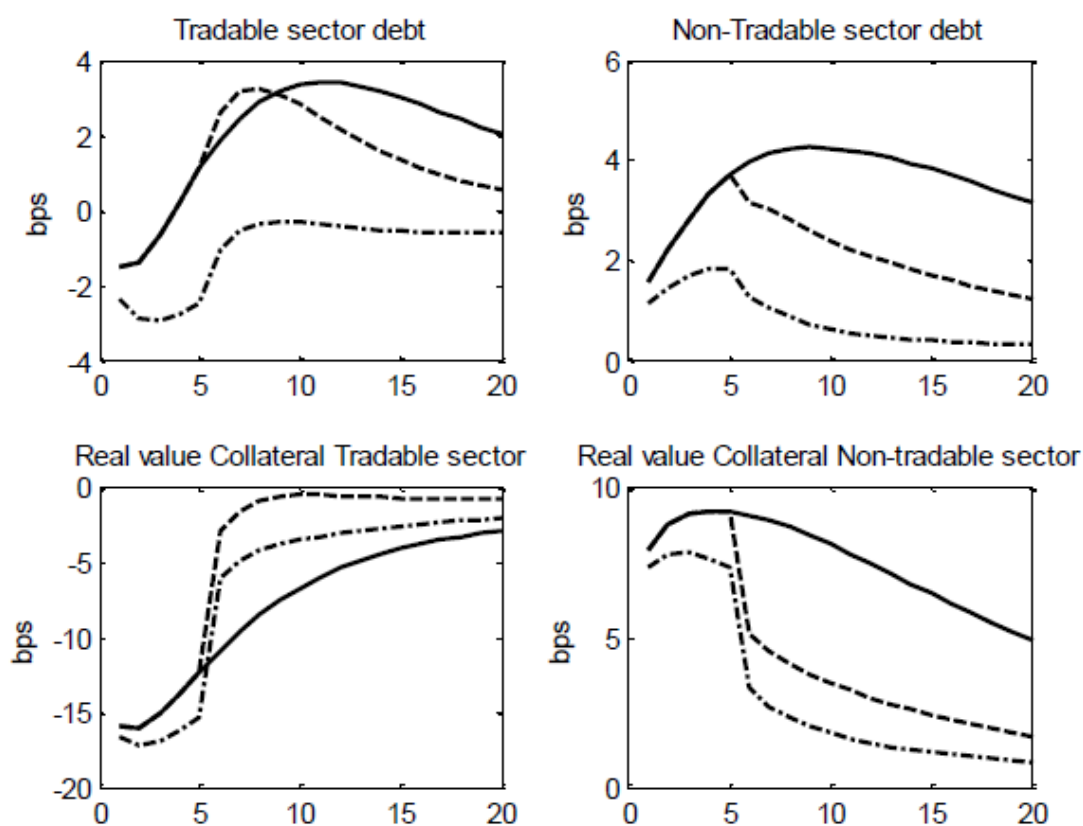 Tradable sector debt
Non-Tradable sector debt
4
2
0
-2
-4
bps
0 5 10 15 20
6
4
2
0
bps
0 5 10 15 20
Real value Collateral Tradable sector
Real value Collateral Non-tradable sector
0
-5
-10
-15
-20
bps
0 5 10 15 20
10
5
0
bps
0 5 10 15 20